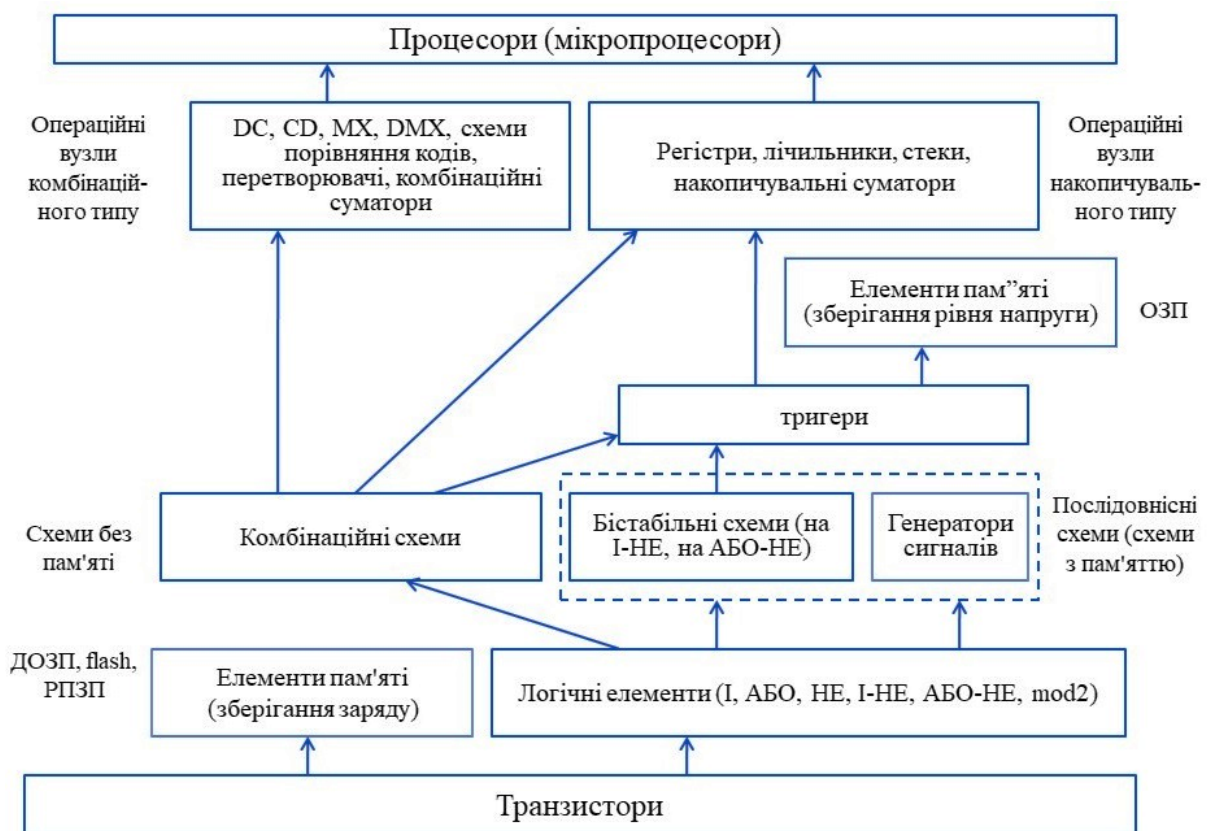 Процесори (мікропроцесори)
Операційні
вузли
комбінацій-
ного типу
DC, CD, MX, DMX, схеми
порівняння кодів,
перетворювачі, комбінаційні
суматори
Регістри, лічильники, стеки,
накопичувальні суматори
Операційні
вузли
накопичуваль-
ного типу
Елементи пам”яті
(зберігання рівня напруги)
ОЗП
тригери
Схеми без
пам'яті
Комбінаційні схеми
Бістабільні схеми (на
І-НЕ, на АБО-НЕ)
Генератори
сигналів
Послідовнісні
схеми (схеми
з пам'яттю)
ДОЗП, flash,
РПЗП
Елементи пам'яті
(зберігання заряду)
Логічні елементи (І, АБО, НЕ, І-НЕ, АБО-НЕ, mod2)
Транзистори